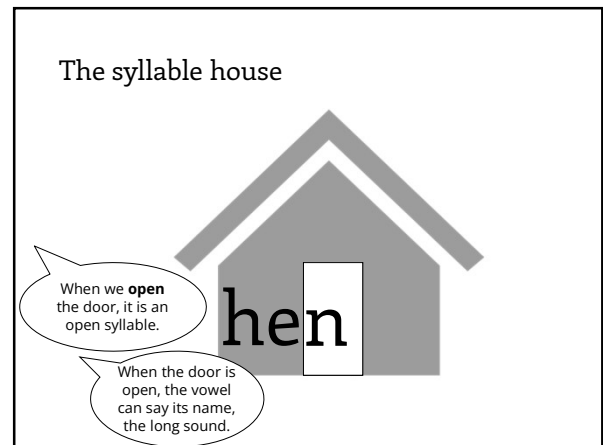 The syllable house
When we open
the door, it is an
open syllable.
hen
When the door is
open, the vowel
can say its name,
the long sound.